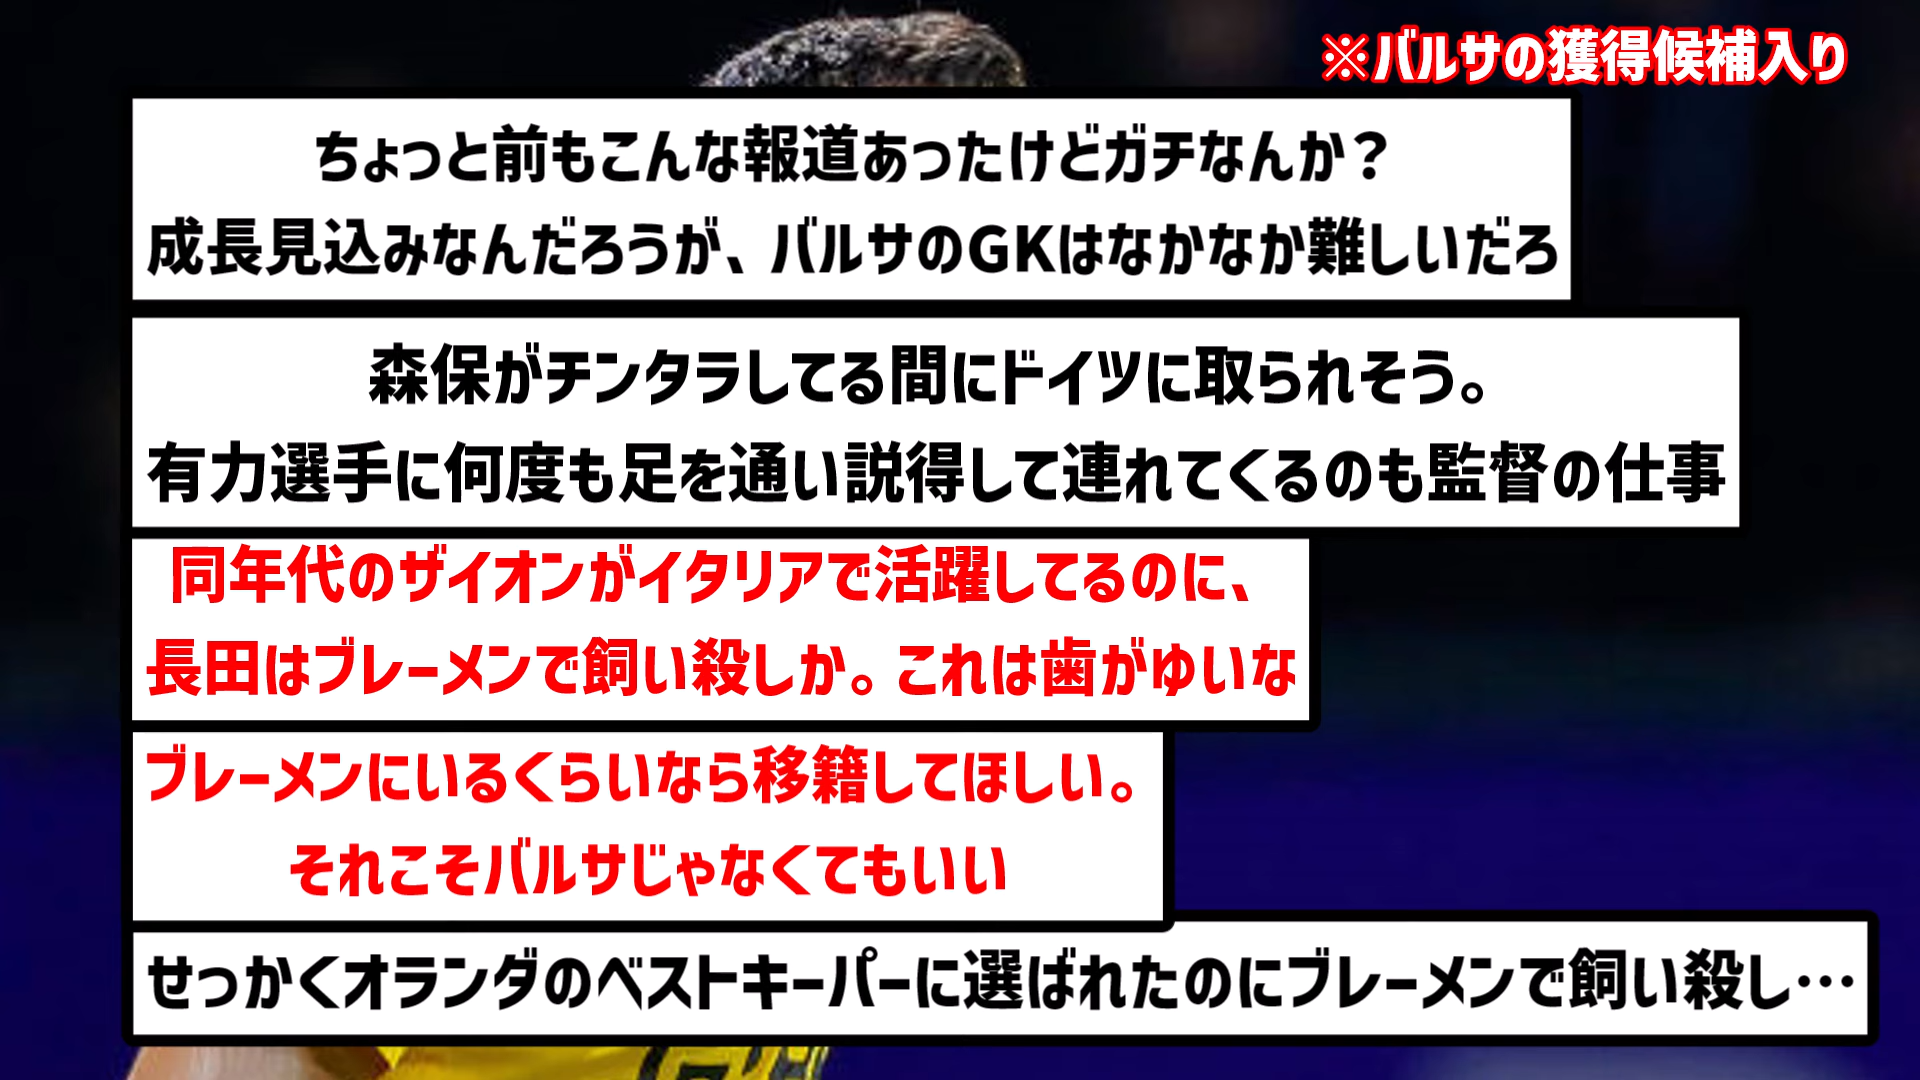 ※バルサの獲得候補入り
ちょっと前もこんな報道あったけどガチなんか？
成長見込みなんだろうが、バルサのGKはなかなか難しいだろ
森保がチンタラしてる間にドイツに取られそう。
有力選手に何度も足を通い説得して連れてくるのも監督の仕事
同年代のザイオンがイタリアで活躍してるのに、
長田はブレーメンで飼い殺しか。これは歯がゆいな
ブレーメンにいるくらいなら移籍してほしい。
それこそバルサじゃなくてもいい
せっかくオランダのベストキーパーに選ばれたのにブレーメンで飼い殺し…